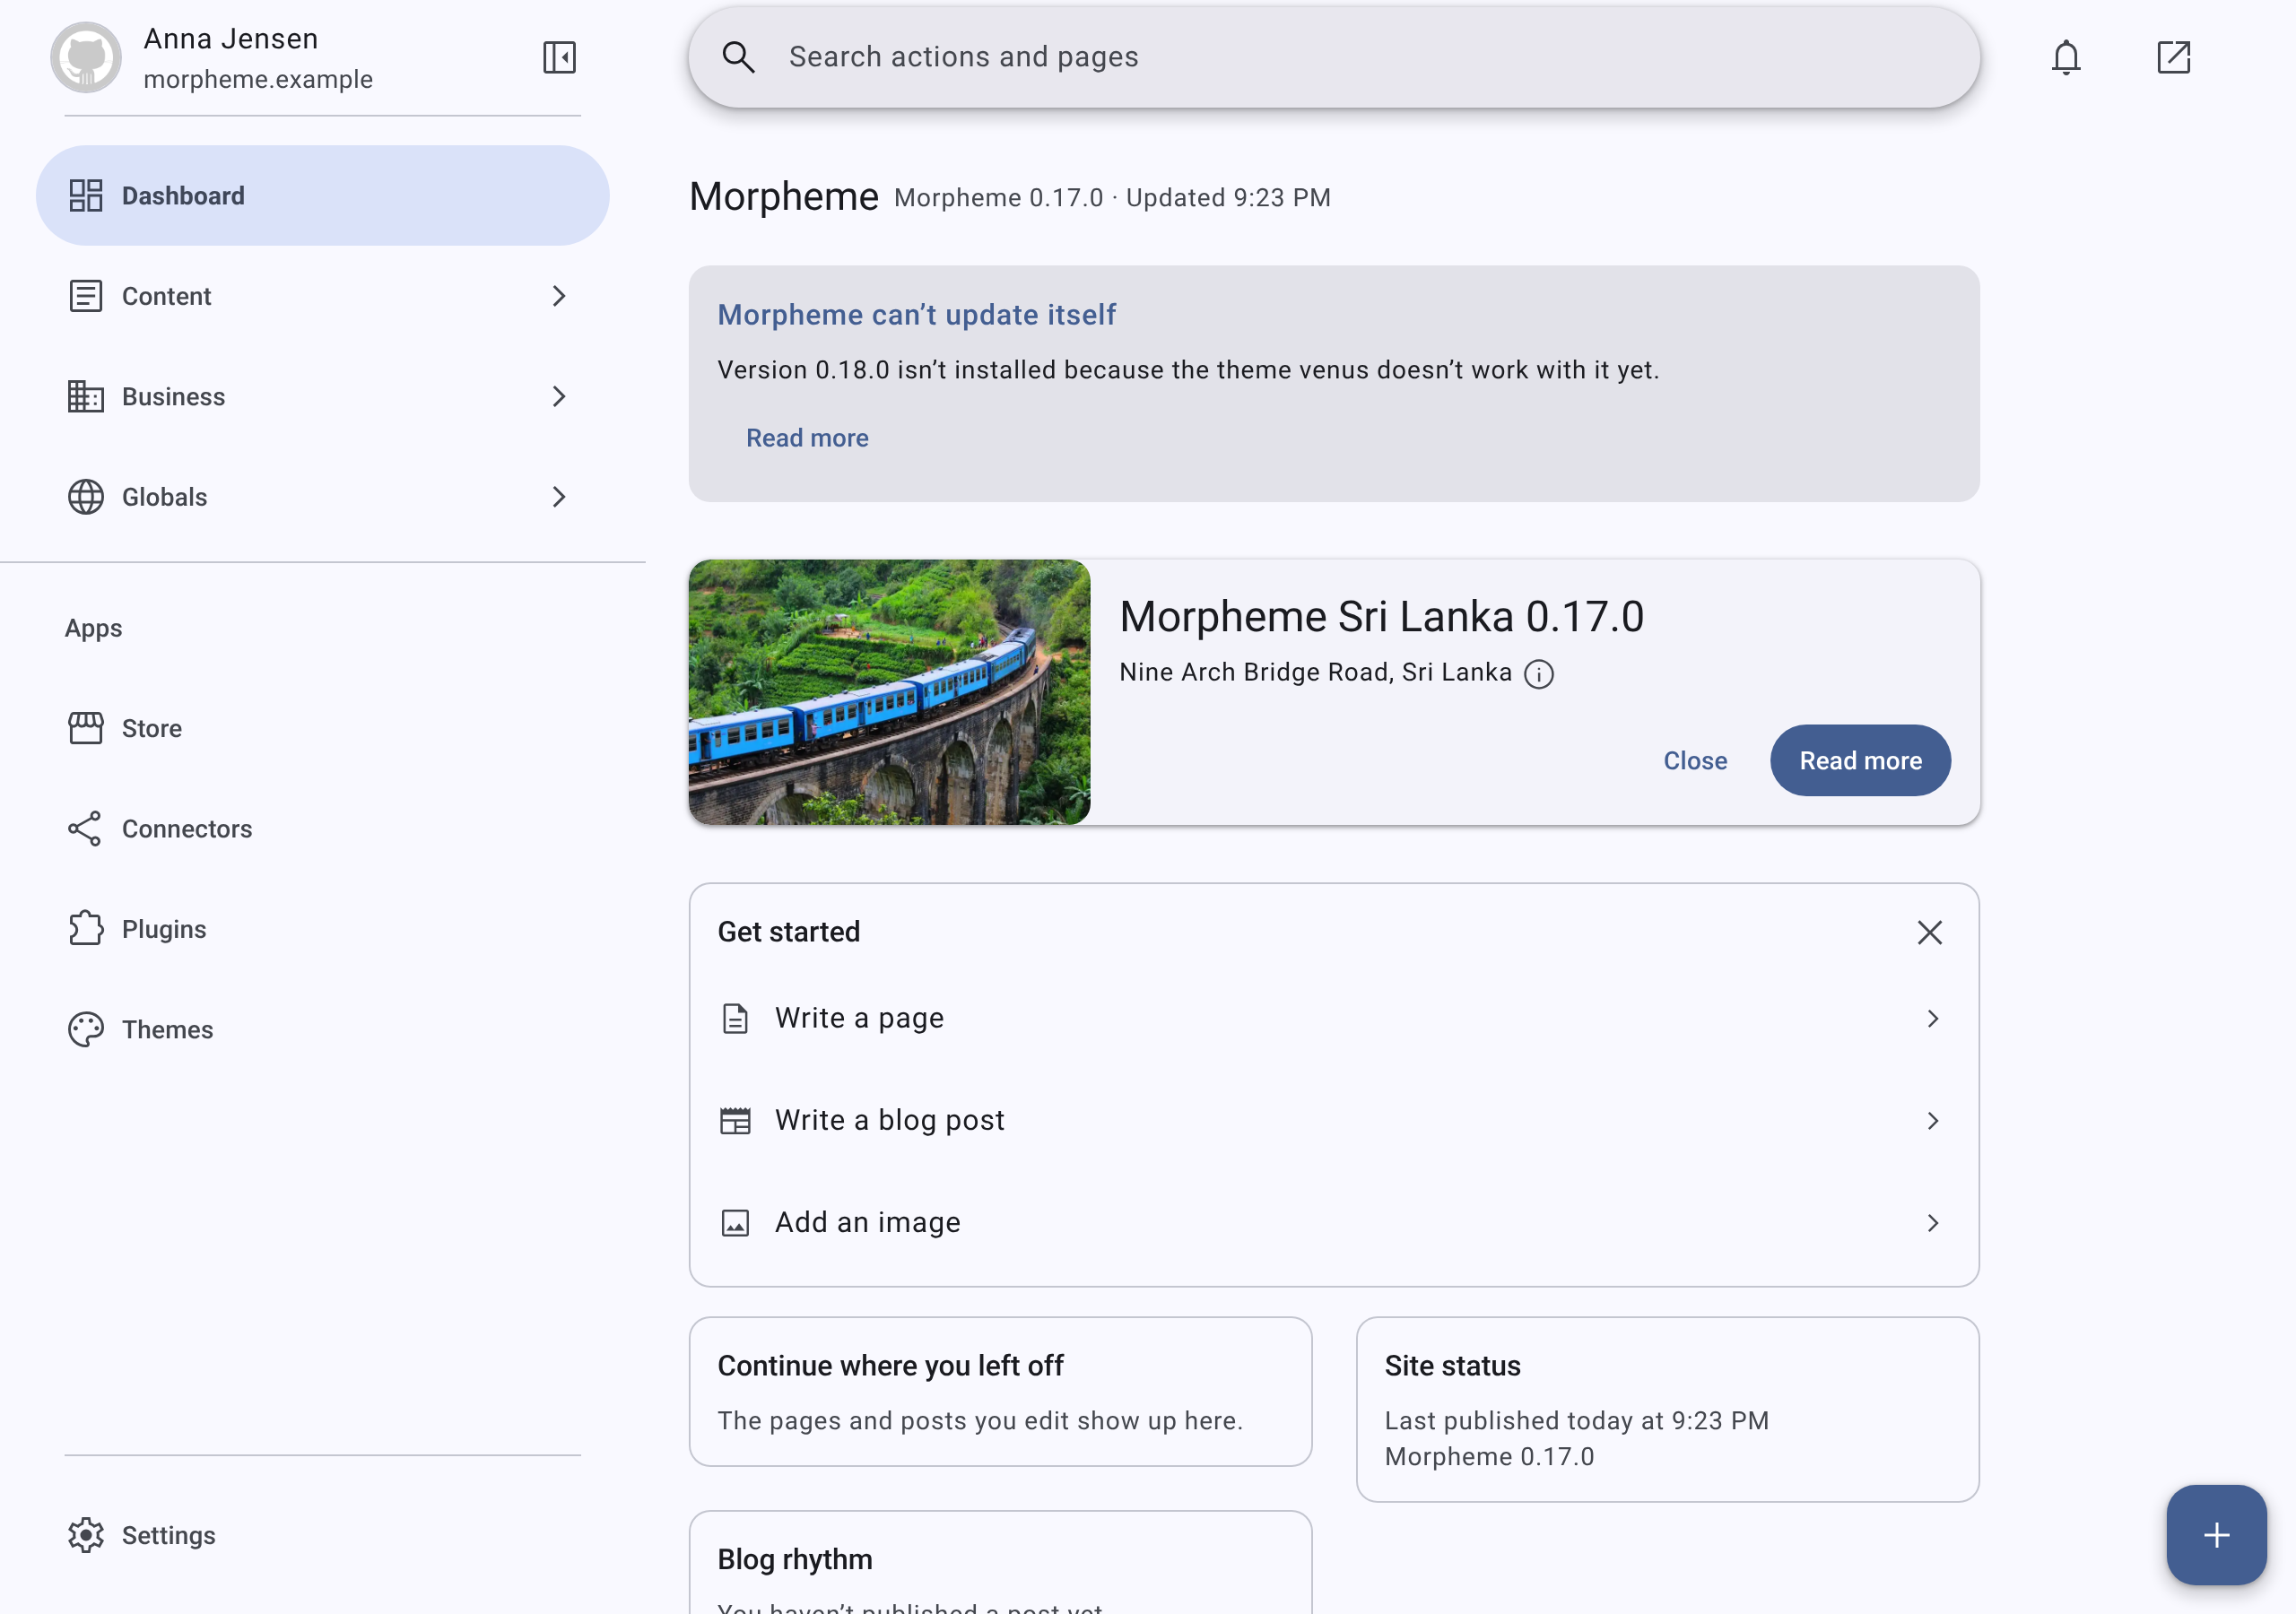 Anna Jensen
morpheme.example
Dashboard
Content
Business
Globals
Apps
Store
Connectors
Plugins
Themes
Settings
Search actions and pages
Morpheme Morpheme 0.17.0 · Updated 9:23 PM
Morpheme can’t update itself
Version 0.18.0 isn’t installed because the theme venus doesn’t work with it yet.
Read more
Morpheme Sri Lanka 0.17.0
Nine Arch Bridge Road, Sri Lanka
Close
Read more
Get started
Write a page
Write a blog post
Add an image
Continue where you left off
The pages and posts you edit show up here.
Site status
Last published today at 9:23 PM
Morpheme 0.17.0
Blog rhythm
You haven’t published a post yet